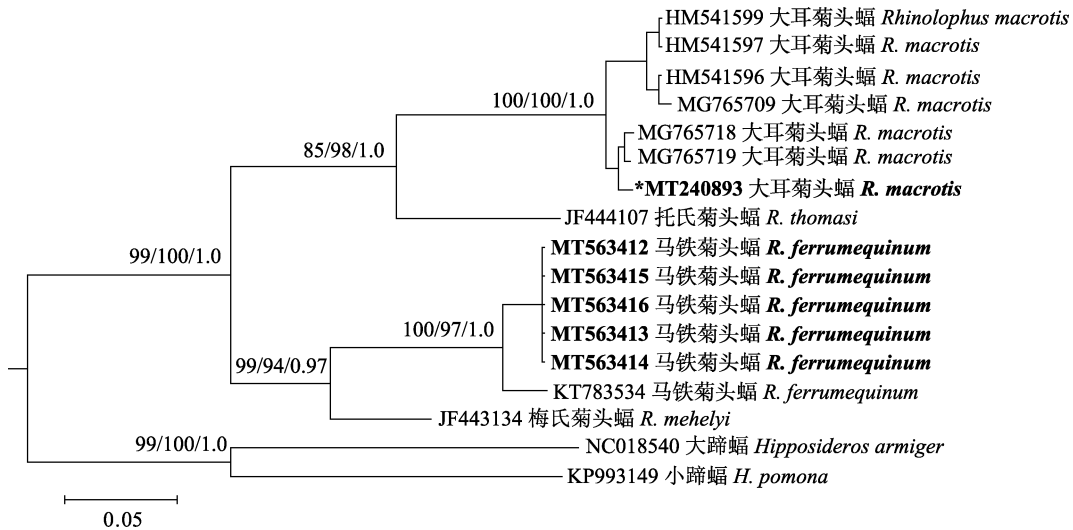 HM541599 大耳菊头蝠 Rhinolophus macrotis
HM541597 大耳菊头蝠 R. macrotis
HM541596 大耳菊头蝠 R. macrotis
100/100/1.0
MG765709 大耳菊头蝠 R. macrotis
MG765718 大耳菊头蝠 R. macrotis
85/98/1.0
MG765719 大耳菊头蝠 R. macrotis
*MT240893 大耳菊头蝠 R. macrotis
JF444107 托氏菊头蝠 R. thomasi
99/100/1.0
MT563412 马铁菊头蝠 R. ferrumequinum
MT563415 马铁菊头蝠 R. ferrumequinum
MT563416 马铁菊头蝠 R. ferrumequinum
100/97/1.0
MT563413 马铁菊头蝠 R. ferrumequinum
99/94/0.97
MT563414 马铁菊头蝠 R. ferrumequinum
KT783534 马铁菊头蝠 R. ferrumequinum
JF443134 梅氏菊头蝠 R. mehelyi
99/100/1.0
NC018540 大蹄蝠 Hipposideros armiger
KP993149 小蹄蝠 H. pomona
0.05